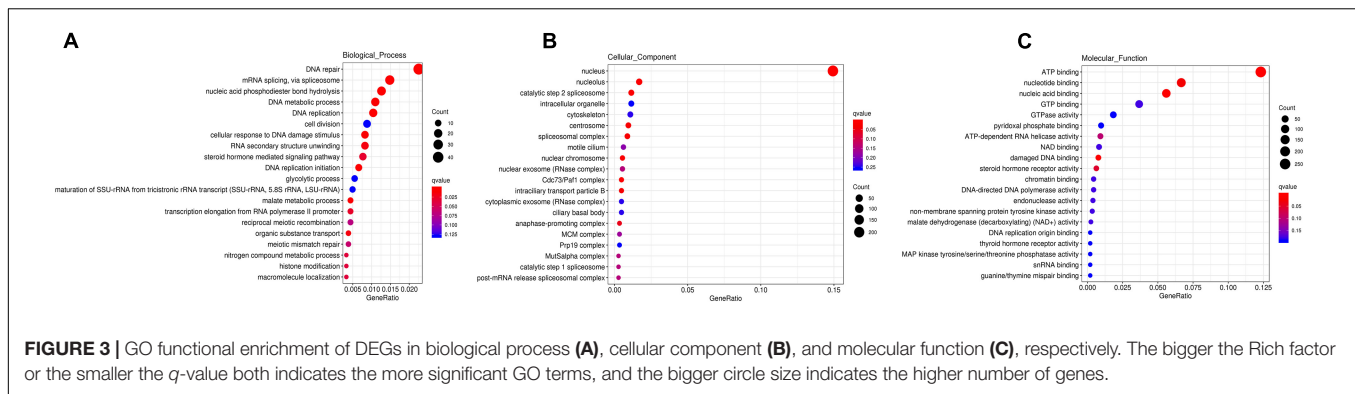 A
Biological_Process
DNA repair
mRNA splicing, via spliceosome
nucleic acid phosphodiester bond hydrolysis
DNA metabolic process
DNA replication
cell division
cellular response to DNA damage stimulus
RNA secondary structure unwinding
steroid hormone mediated signaling pathway
DNA replication initiation
glycolytic process
maturation of SSU-rRNA from tricistronic rRNA transcript (SSU-rRNA, 5.8S rRNA, LSU-rRNA)
malate metabolic process
transcription elongation from RNA polymerase II promoter
reciprocal meiotic recombination
organic substance transport
meiotic mismatch repair
nitrogen compound metabolic process
histone modification
macromolecule localization
0.005 0.010 0.015 0.020
GeneRatio
Count
10
20
30
40
qvalue
0.025
0.050
0.075
0.100
0.125
B
Cellular_Component
nucleus
nucleolus
catalytic step 2 spliceosome
intracellular organelle
cytoskeleton
centrosome
spliceosomal complex
motile cilium
nuclear chromosome
nuclear exosome (RNase complex)
Cdc73/Paf1 complex
intraciliary transport particle B
cytoplasmic exosome (RNase complex)
ciliary basal body
anaphase-promoting complex
MCM complex
Prp19 complex
MutSalpha complex
catalytic step 1 spliceosome
post-mRNA release spliceosomal complex
0.00 0.05 0.10 0.15
GeneRatio
qvalue
0.05
0.10
0.15
0.20
0.25
Count
50
100
150
200
C
Molecular_Function
ATP binding
nucleotide binding
nucleic acid binding
GTP binding
GTPase activity
pyridoxal phosphate binding
ATP-dependent RNA helicase activity
NAD binding
damaged DNA binding
steroid hormone receptor activity
chromatin binding
DNA-directed DNA polymerase activity
endonuclease activity
non-membrane spanning protein tyrosine kinase activity
malate dehydrogenase (decarboxylating) (NAD+) activity
DNA replication origin binding
thyroid hormone receptor activity
MAP kinase tyrosine/serine/threonine phosphatase activity
snRNA binding
guanine/thymine mispair binding
0.000 0.025 0.050 0.075 0.100 0.125
GeneRatio
Count
50
100
150
200
250
qvalue
0.05
0.15
FIGURE 3 | GO functional enrichment of DEGs in biological process (A), cellular component (B), and molecular function (C), respectively. The bigger the Rich factor
or the smaller the q-value both indicates the more significant GO terms, and the bigger circle size indicates the higher number of genes.